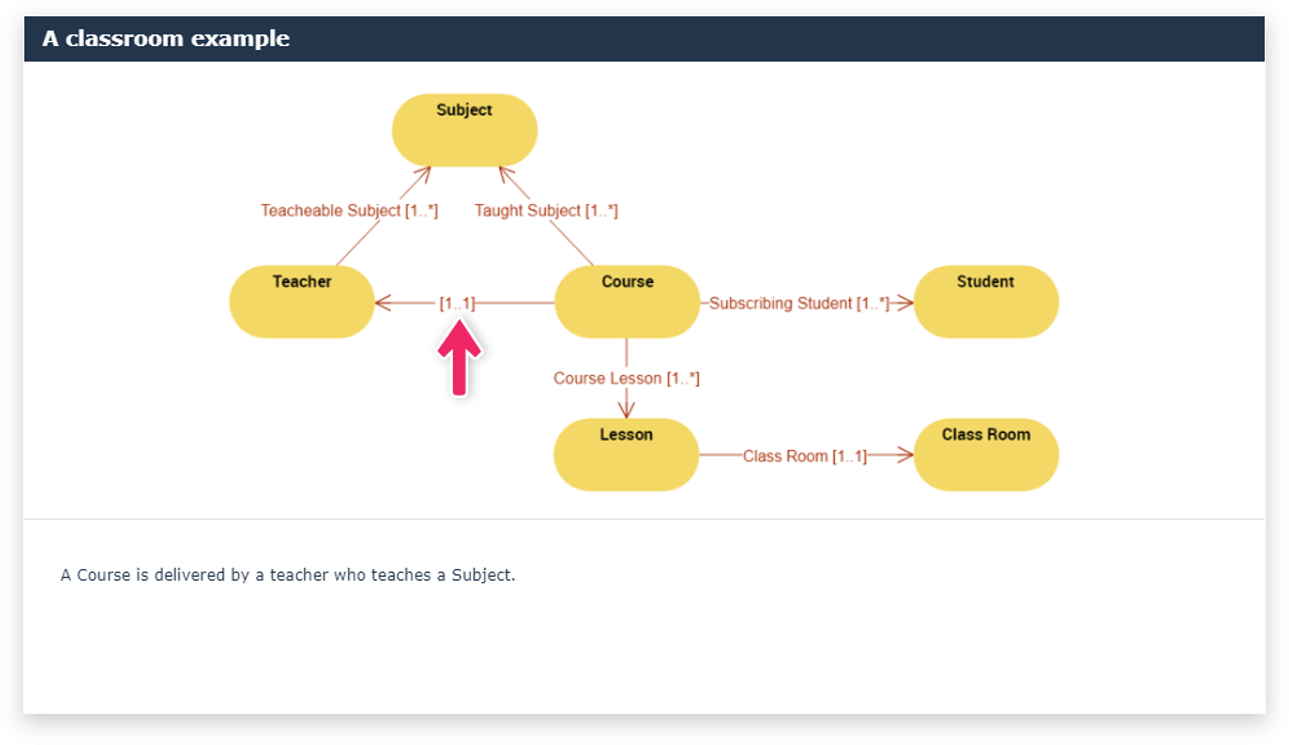 A classroom example
Subject
Teacheable Subject [1..*]
Taught Subject [1..*]
Teacher
Course
Student
[1..1]
Subscribing Student [1..*]
Course Lesson [1..*]
Lesson
Class Room
Class Room [1..1]
A Course is delivered by a teacher who teaches a Subject.